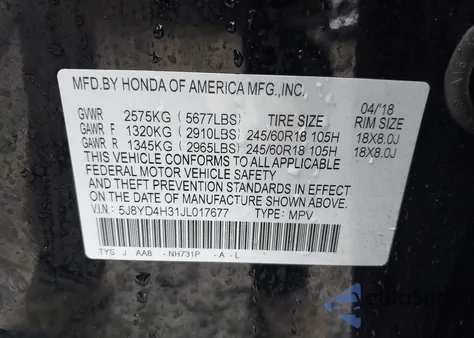 MFD.BY HONDA OF AMERICA MFG.,INC.
04/18
GVWR 2575KG (5677LBS) TIRE SIZE RIM SIZE
GAWR F 1320KG (2910LBS) 245/60R18 105H 18X8.0J
GAWR R 1345KG (2965LBS) 245/60R18 105H 18X8.0J
THIS VEHICLE CONFORMS TO ALL APPLICABLE
FEDERAL MOTOR VEHICLE SAFETY, BUMPER,
AND THEFT PREVENTION STANDARDS IN EFFECT
ON THE DATE OF MANUFACTURE SHOWN ABOVE.
V.I.N: 5J8YD4H31JL017677 TYPE: MPV
TYS J AA8 - NH731P - A - L